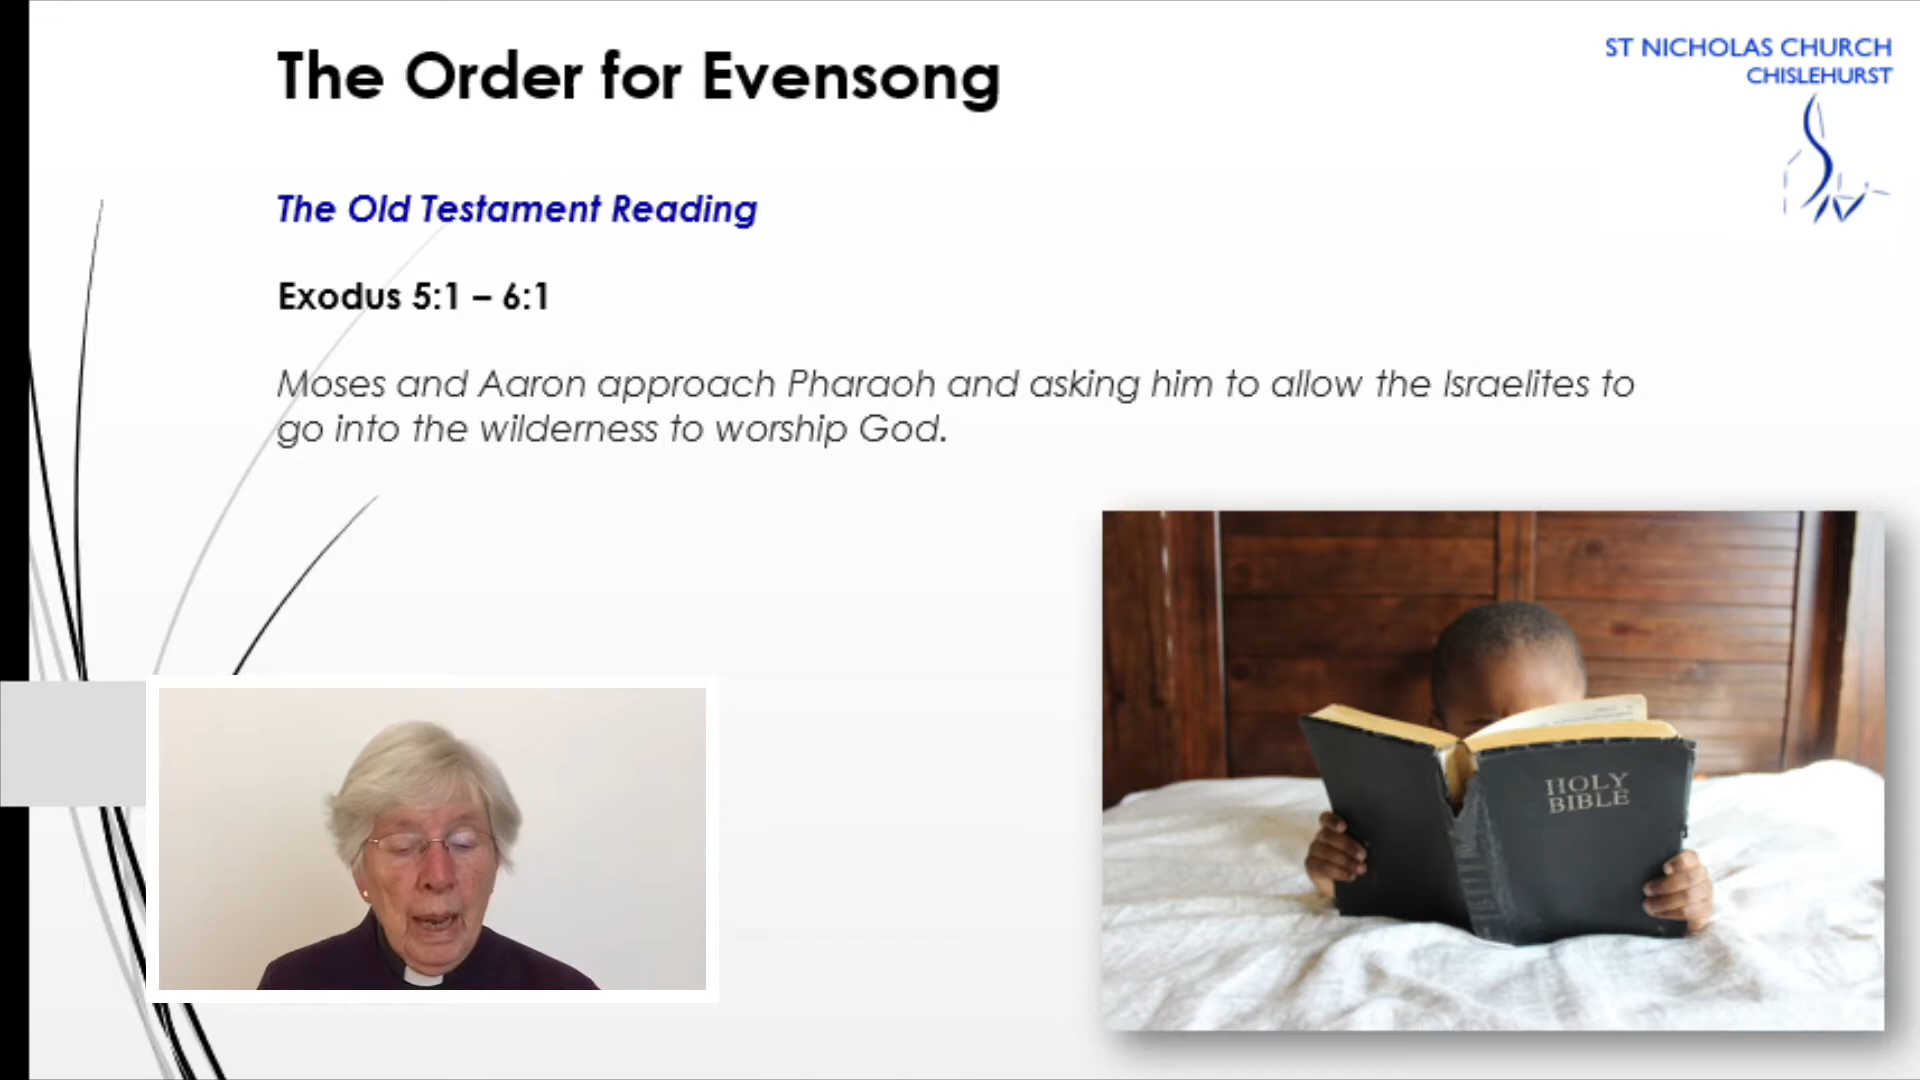 The Order for Evensong
ST NICHOLAS CHURCH
CHISLEHURST
The Old Testament Reading
Exodus 5:1 – 6:1
Moses and Aaron approach Pharaoh and asking him to allow the Israelites to
go into the wilderness to worship God.
HOLY
BIBLE